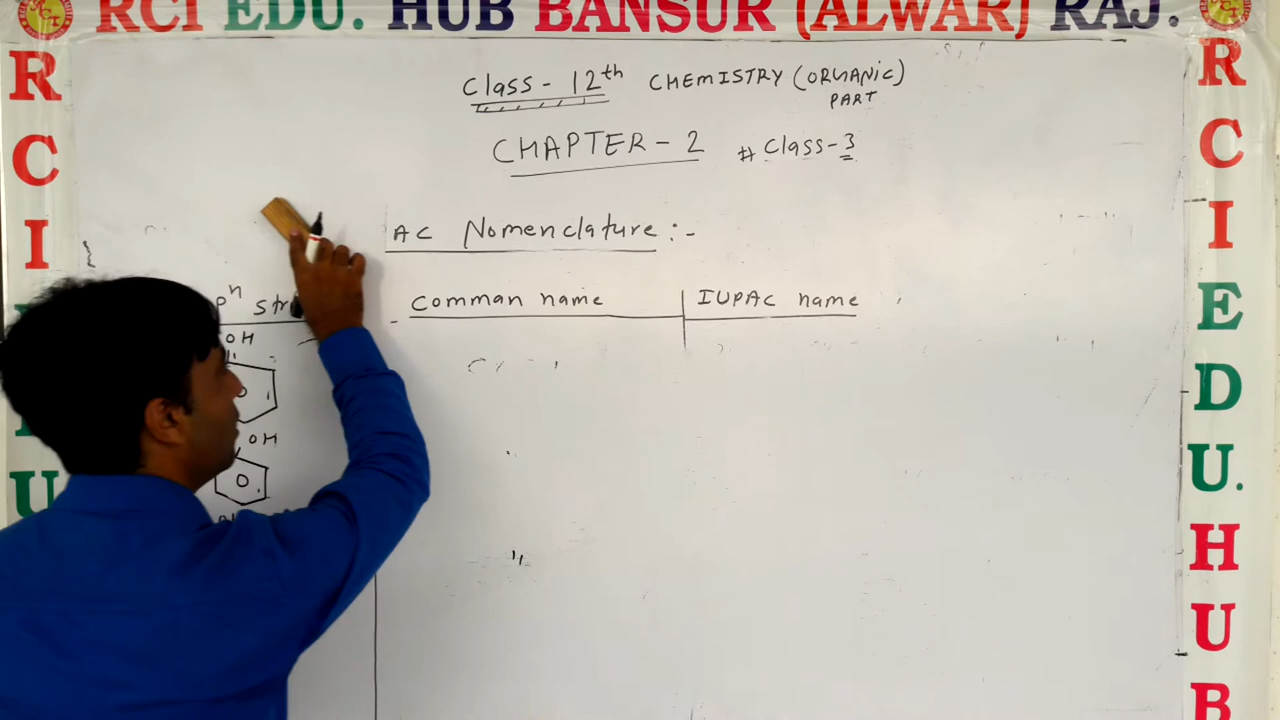 RCI EDU. HUB BANSUR (ALWAR) RAJ.
R
C
I
U
R
C
I
E
D
U.
H
U
B
Class - 12th CHEMISTRY (ORGANIC)
PART
CHAPTER - 2 # Class - 3
AC Nomenclature :-
Comman name IUPAC name
OH
OH